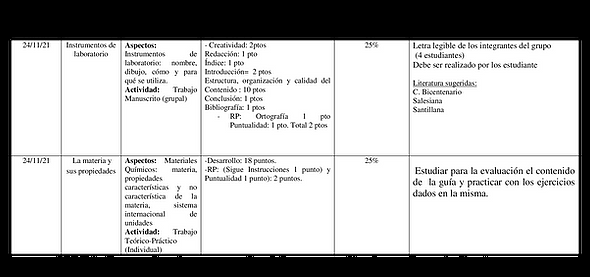 24/11/21
Instrumentos de
laboratorio
Aspectos:
Instrumentos de
laboratorio: nombre,
dibujo, cómo y para
qué se utiliza.
Actividad: Trabajo
Manuscrito (grupal)
- Creatividad: 2ptos
Redacción: 1 pto
Índice: 1 pto
Introducción= 2 ptos
Estructura, organización y calidad del
Contenido : 10 ptos
Conclusión: 1 ptos
Bibliografía: 1 ptos
- RP: Ortografía 1 pto
Puntualidad: 1 pto. Total 2 ptos
25%
Letra legible de los integrantes del grupo
(4 estudiantes)
Debe ser realizado por los estudiante
Literatura sugeridas:
C. Bicentenario
Salesiana
Santillana
24/11/21
La materia y
sus propiedades
Aspectos: Materiales
Químicos: materia,
propiedades
características y no
característica de la
materia, sistema
internacional de
unidades
Actividad: Trabajo
Teórico-Práctico
(Individual)
-Desarrollo: 18 puntos.
-RP: (Sigue Instrucciones 1 punto) y
Puntualidad 1 punto): 2 puntos.
25%
Estudiar para la evaluación el contenido
de la guía y practicar con los ejercicios
dados en la misma.